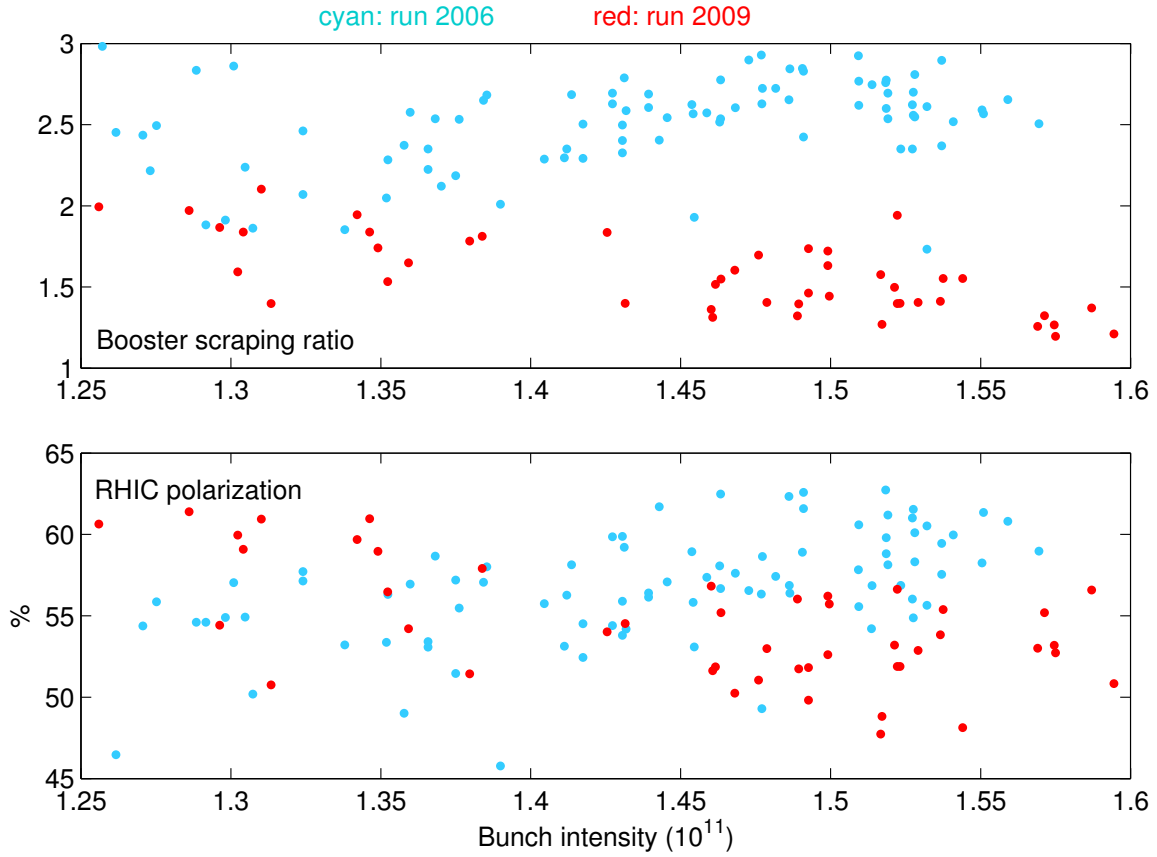 cyan: run 2006 red: run 2009
3
2.5
2
1.5
1
Booster scraping ratio
1.25 1.3 1.35 1.4 1.45 1.5 1.55 1.6
65
60
55
50
45
%
RHIC polarization
1.25 1.3 1.35 1.4 1.45 1.5 1.55 1.6
Bunch intensity (10^11)